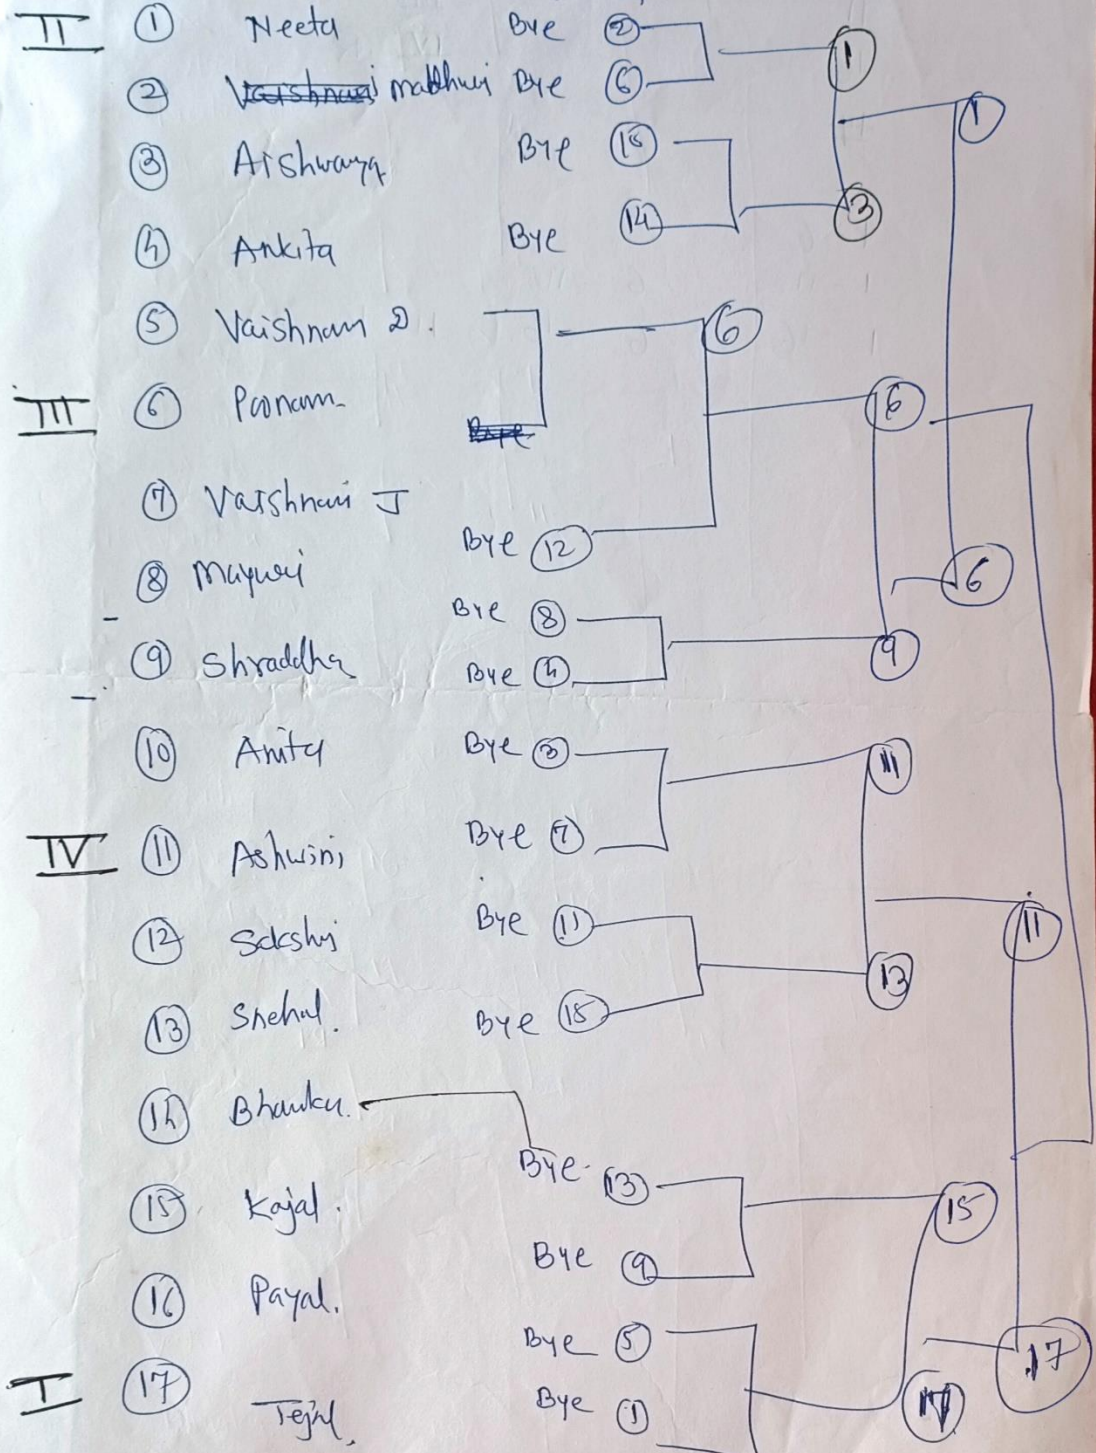 II ① Neeta Bye ② ①
② madhuri Bye ⑥ ①
③ Aishwarya Bye ⑮
④ Ankita Bye ⑭ ③
⑤ Vaishnavi D. ⑥
III ⑥ Poonam ⑥
⑦ Vaishnavi J
Bye ⑫
⑧ Mayuri ⑥
Bye ⑧
⑨ Shraddha Bye ④ ⑨
⑩ Anita Bye ③ ⑪
IV ⑪ Ashwini Bye ⑦
⑫ Sakshi Bye ⑪ ⑪
⑬ Snehal. Bye ⑮ ⑬
⑭
Bye ⑬
⑮ Kajal. ⑮
Bye ⑨
⑯ Payal.
Bye ⑤ 17
I ⑰ Tejal Bye ① 17